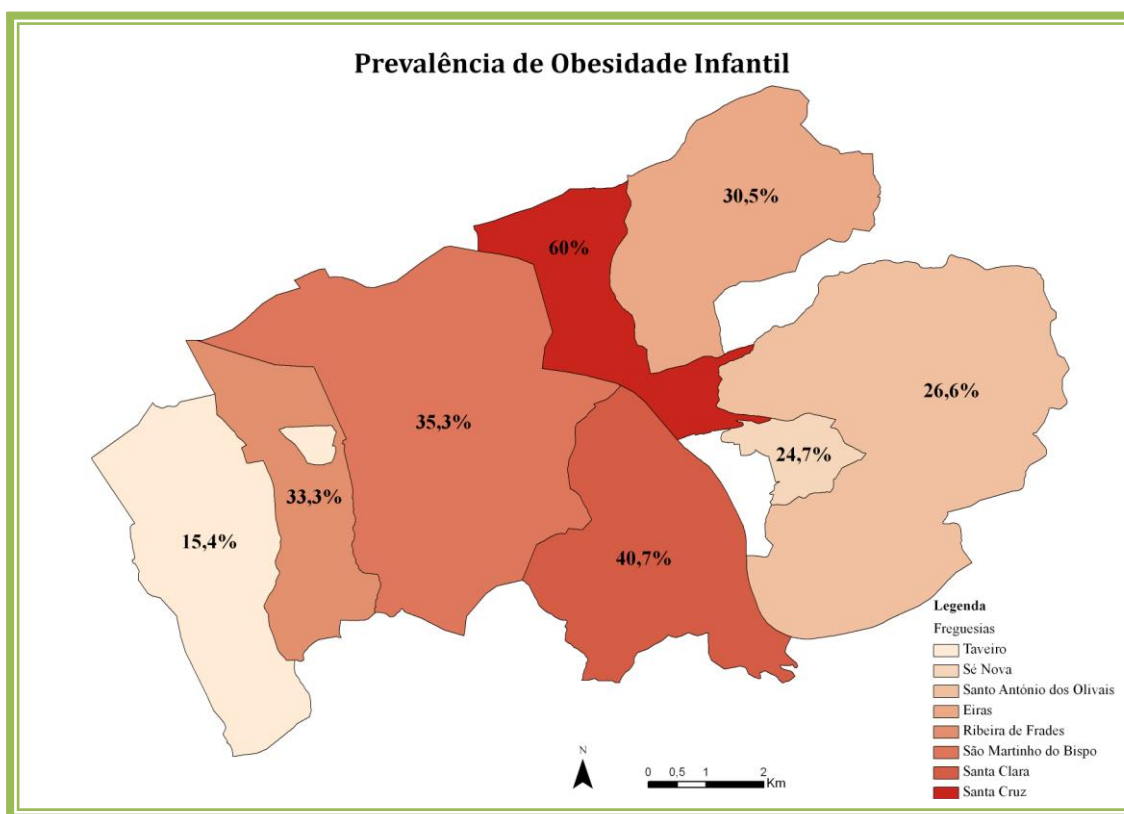 Prevalência de Obesidade Infantil
30,5%
60%
26,6%
35,3%
24,7%
33,3%
15,4%
40,7%
Legenda
Freguesias
Taveiro
Sé Nova
Santo António dos Olivais
Eiras
Ribeira de Frades
São Martinho do Bispo
Santa Clara
Santa Cruz
N
0 0,5 1 2
Km